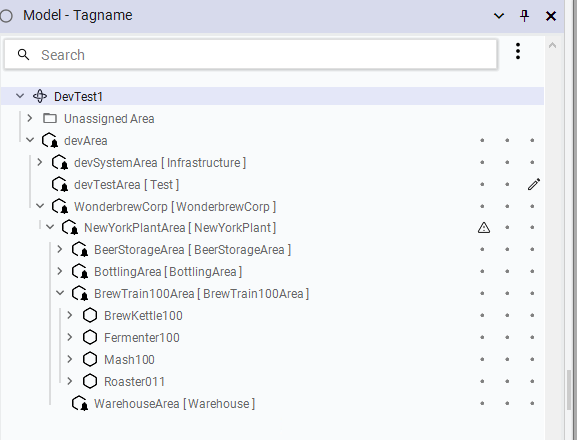 Model - Tagname
Search
DevTest1
Unassigned Area
devArea
devSystemArea [ Infrastructure ]
devTestArea [ Test ]
WonderbrewCorp [ WonderbrewCorp ]
NewYorkPlantArea [ NewYorkPlant ]
BeerStorageArea [ BeerStorageArea ]
BottlingArea [ BottlingArea ]
BrewTrain100Area [ BrewTrain100Area ]
BrewKettle100
Fermenter100
Mash100
Roaster011
WarehouseArea [ Warehouse ]